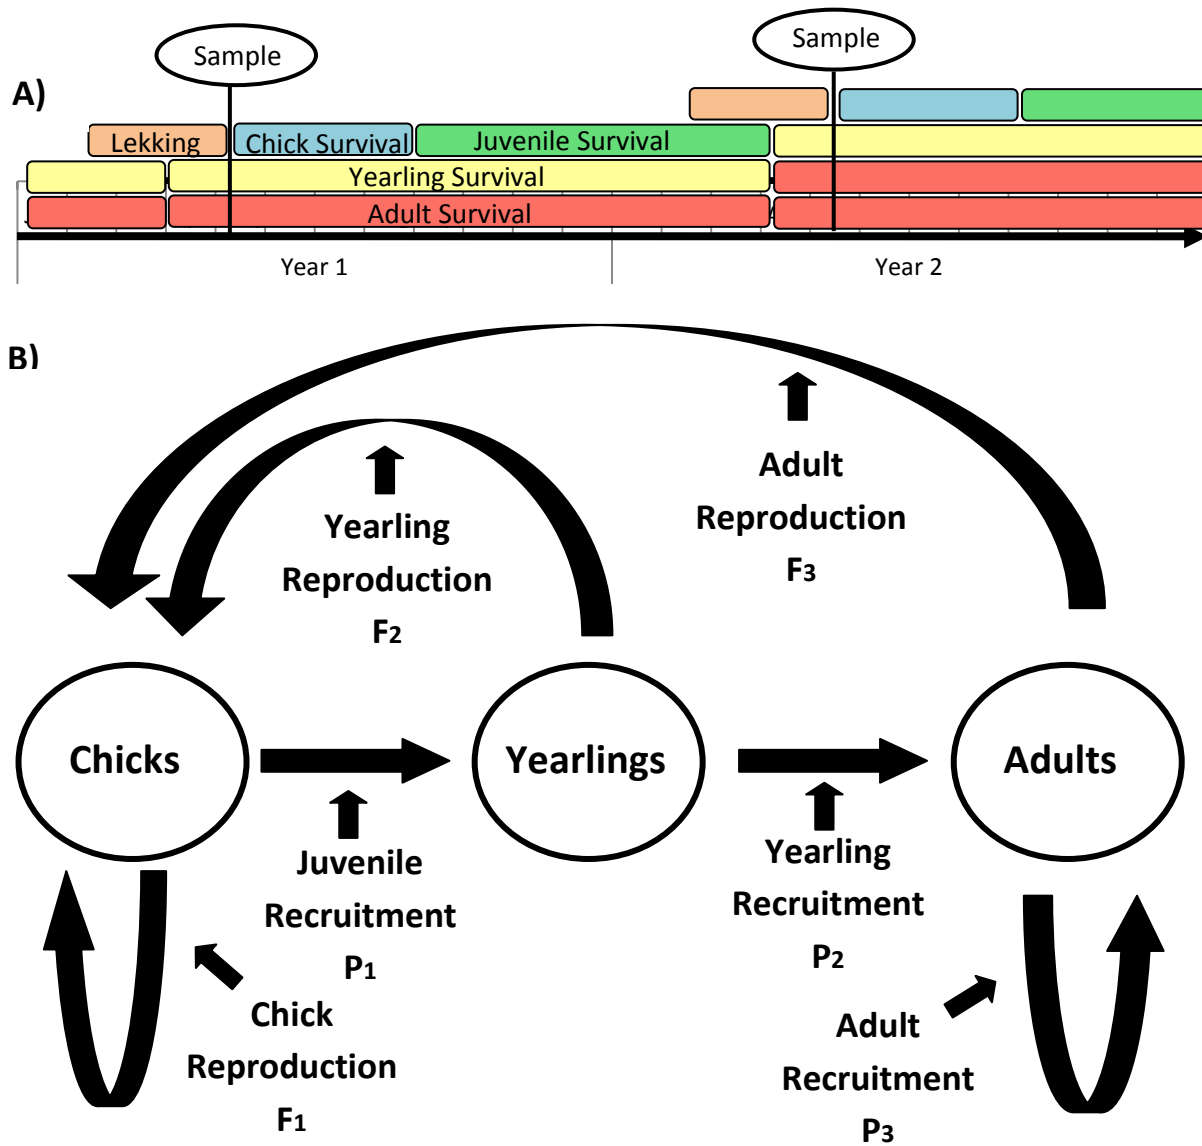 Sample
Sample
A)
Lekking
Chick Survival
Juvenile Survival
Yearling Survival
Adult Survival
Year 1
Year 2
B)
Adult
Reproduction
F3
Yearling
Reproduction
F2
Chicks
Yearlings
Adults
Juvenile
Recruitment
P1
Yearling
Recruitment
P2
Chick
Reproduction
F1
Adult
Recruitment
P3